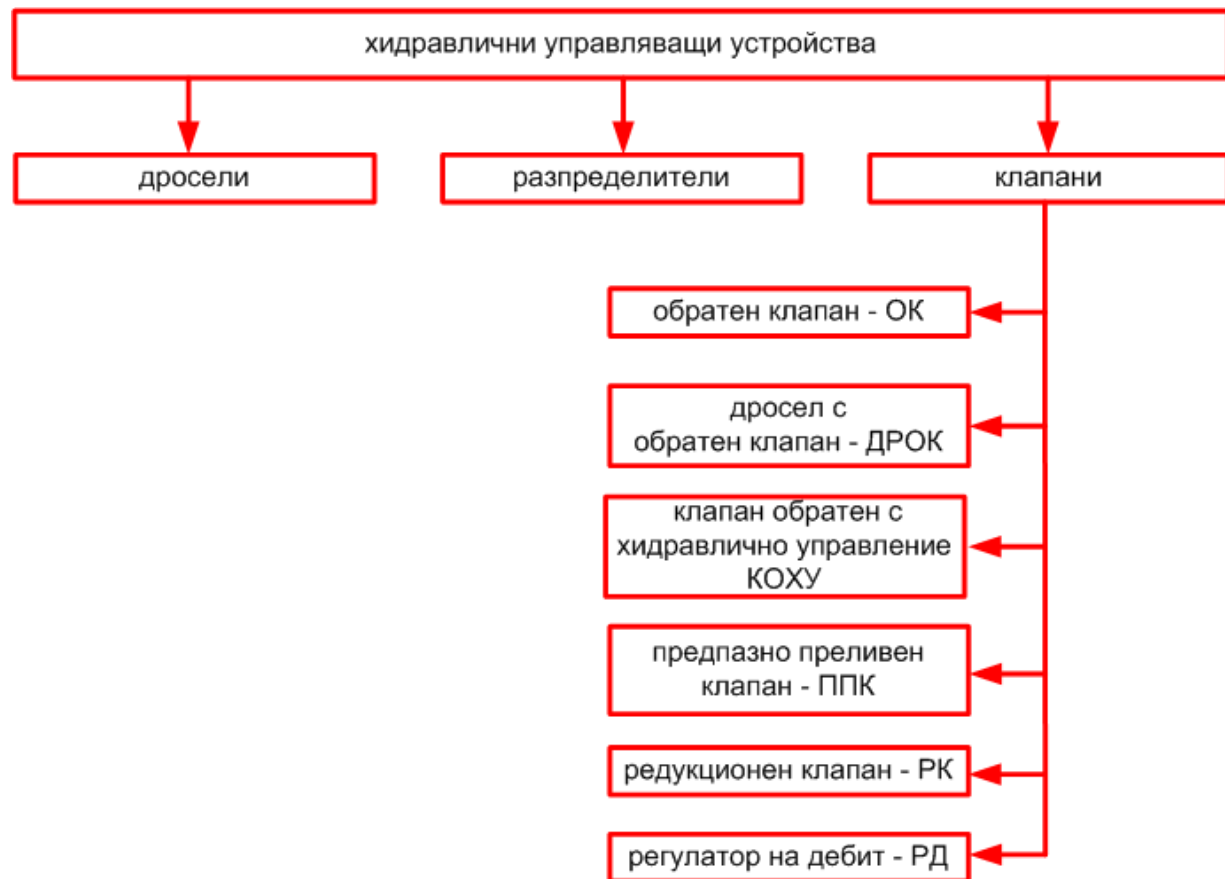 хидравлични управляващи устройства
дросели
разпределители
клапани
обратен клапан - ОК
дросел с
обратен клапан - ДРОК
клапан обратен с
хидравлично управление
КОХУ
предпазно преливен
клапан - ППК
редукционен клапан - РК
регулатор на дебит - РД